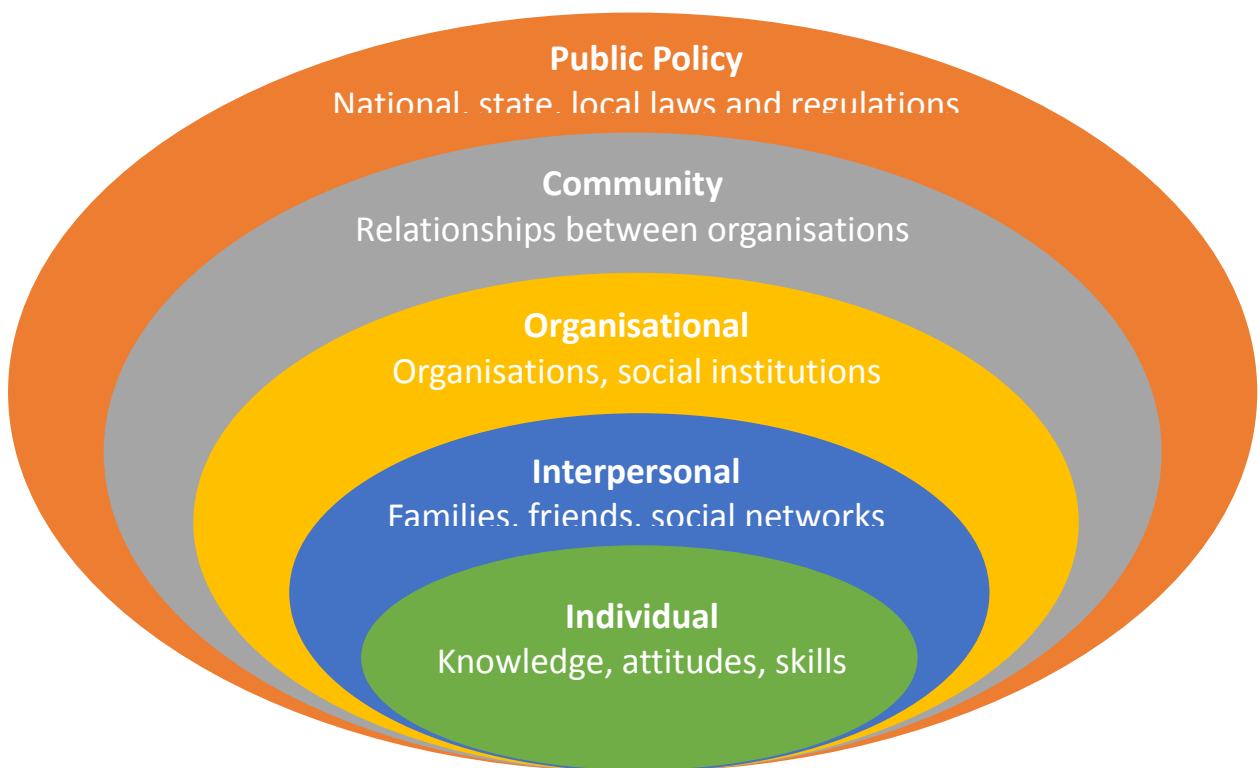 Public Policy
National, state, local laws and regulations
Community
Relationships between organisations
Organisational
Organisations, social institutions
Interpersonal
Families, friends, social networks
Individual
Knowledge, attitudes, skills